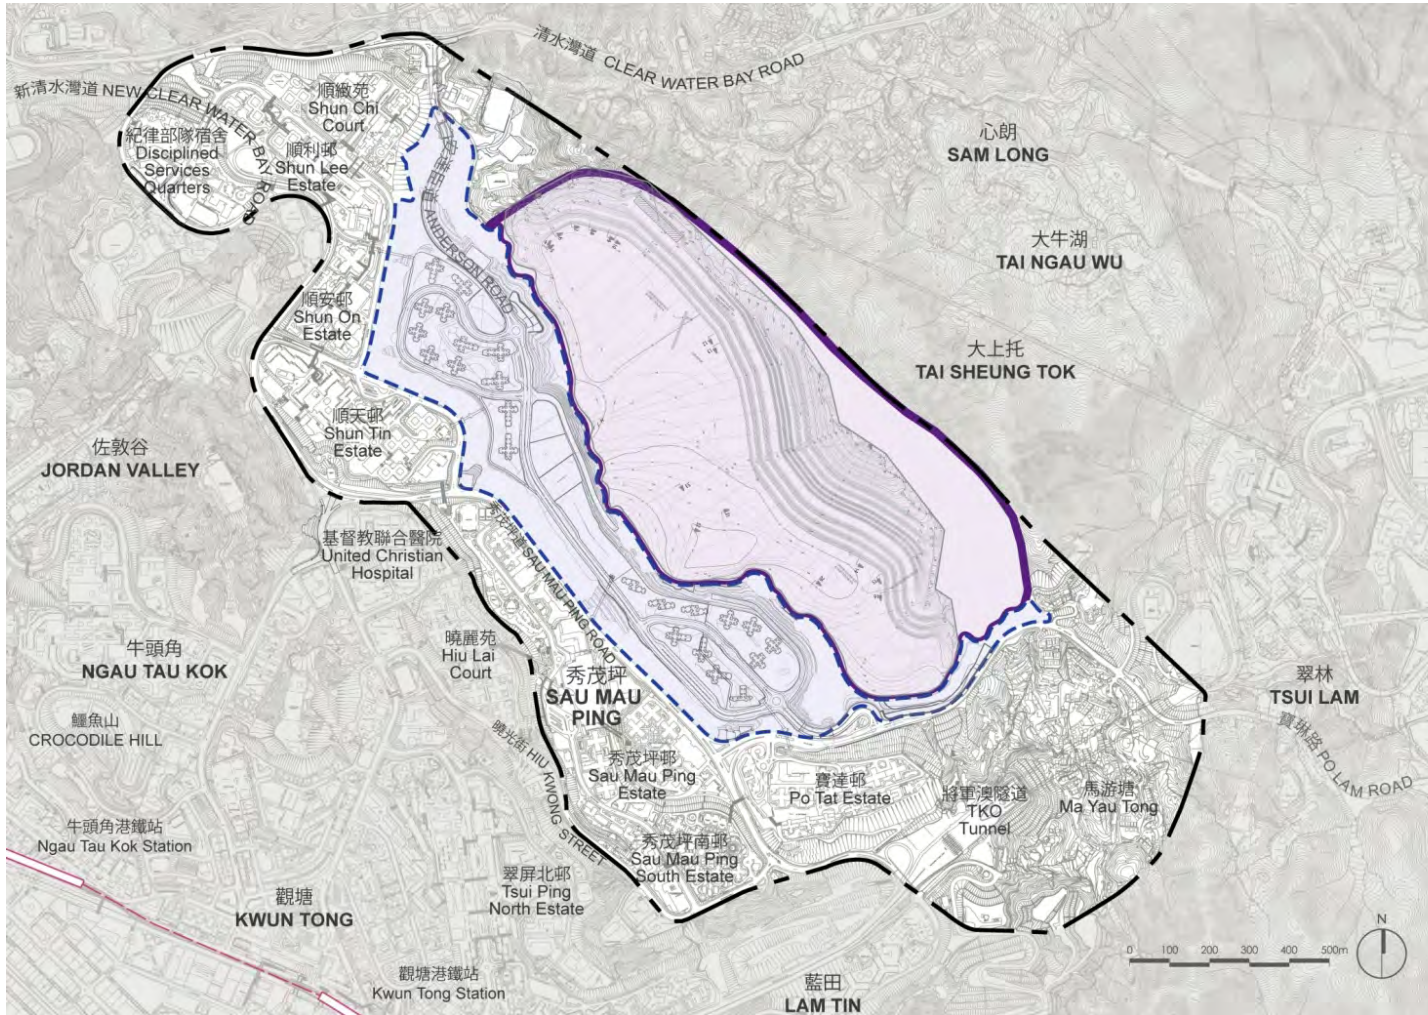 清水灣道 CLEAR WATER BAY ROAD
新清水灣道 NEW CLEAR WATER BAY ROAD
順緻苑
Shun Chi
Court
紀律部隊宿舍
Disciplined
Services
Quarters
順利邨
Shun Lee
Estate
安達臣道 ANDERSON ROAD
心朗
SAM LONG
大牛湖
TAI NGAU WU
順安邨
Shun On
Estate
大上托
TAI SHEUNG TOK
順天邨
Shun Tin
Estate
佐敦谷
JORDAN VALLEY
基督教聯合醫院
United Christian
Hospital
秀茂坪道 SAU MAU PING ROAD
牛頭角
NGAU TAU KOK
曉麗苑
Hiu Lai
Court
秀茂坪
SAU MAU
PING
翠林
TSUI LAM
鱷魚山
CROCODILE HILL
曉光街 HIU KWONG STREET
秀茂坪邨
Sau Mau Ping
Estate
寶達邨
Po Tat Estate
將軍澳隧道
TKO
Tunnel
馬游塘
Ma Yau Tong
寶琳路 PO LAM ROAD
牛頭角港鐵站
Ngau Tau Kok Station
秀茂坪南邨
Sau Mau Ping
South Estate
翠屏北邨
Tsui Ping
North Estate
觀塘
KWUN TONG
觀塘港鐵站
Kwun Tong Station
藍田
LAM TIN
N
0 100 200 300 400 500m